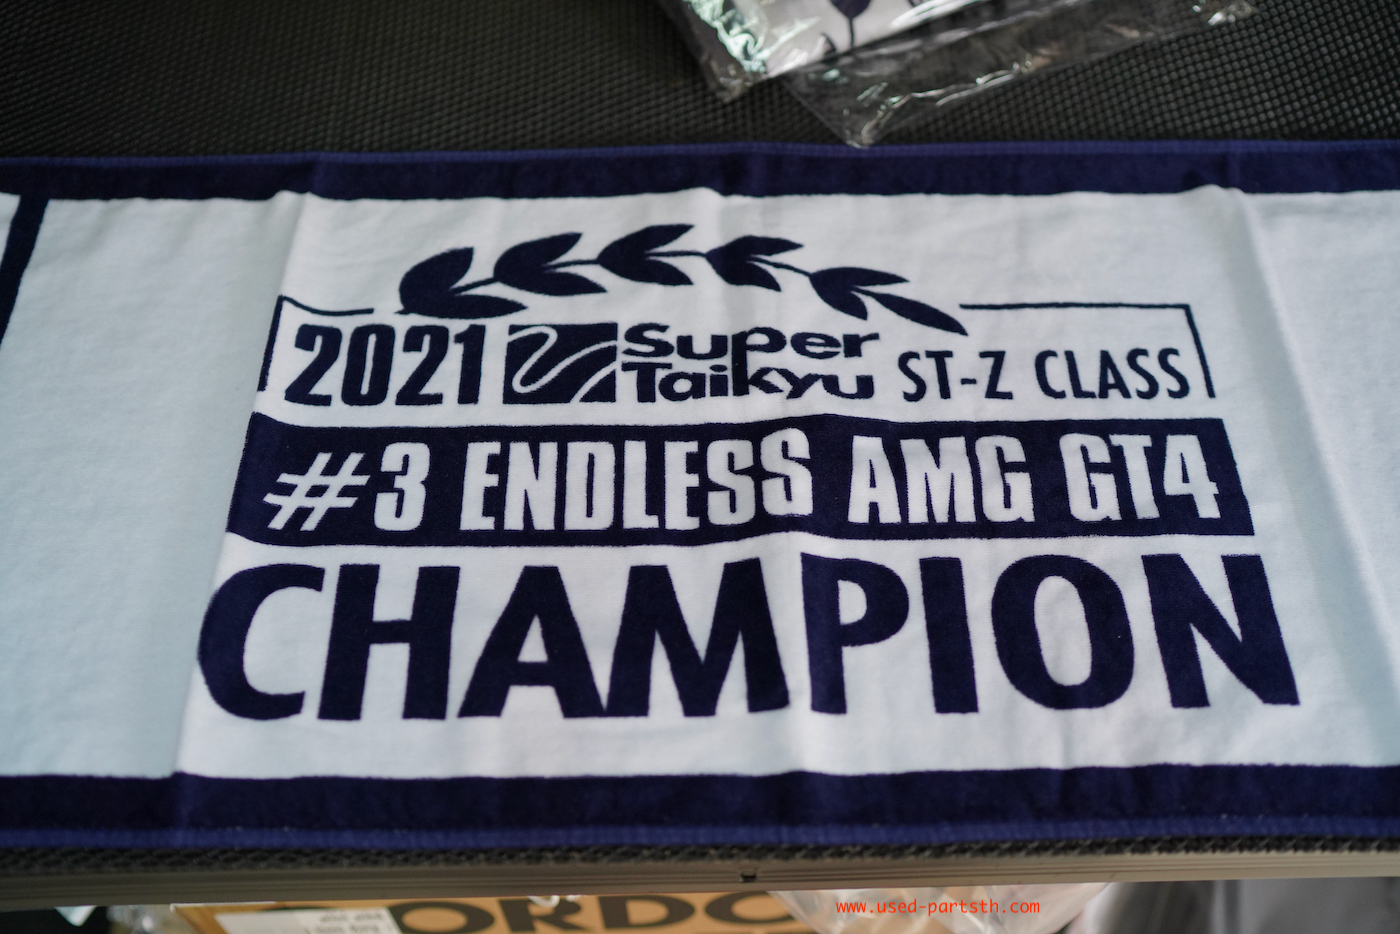 2021 Super Taikyu ST-Z CLASS
#3 ENDLESS AMG GT4
CHAMPION
www.used-partsth.com